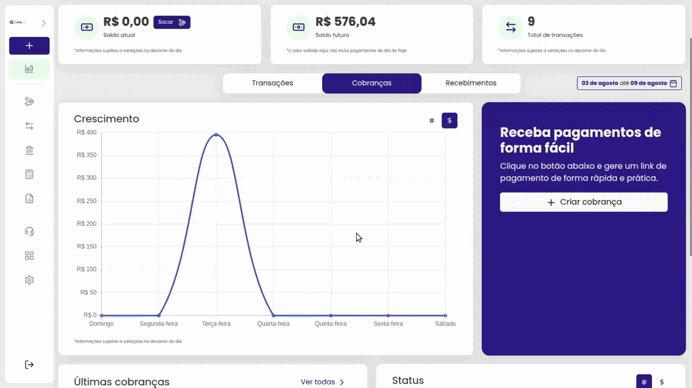 R$ 0,00
Sacar
Saldo atual
*Informações sujeitas a variações no decorrer do dia
R$ 576,04
Saldo futuro
*O valor exibido aqui não inclui pagamentos do dia de hoje
9
Total de transações
*Informações sujeitas a variações no decorrer do dia
Transações
Cobranças
Recebimentos
03 de agosto até 09 de agosto
Crescimento
# $
R$ 400
R$ 350
R$ 300
R$ 250
R$ 200
R$ 150
R$ 100
R$ 50
R$ 0
Domingo
Segunda-feira
Terça-feira
Quarta-feira
Quinta-feira
Sexta-feira
Sábado
*Informações sujeitas a variações no decorrer do dia
Receba pagamentos de
forma fácil
Clique no botão abaixo e gere um link de
pagamento de forma rápida e prática.
+ Criar cobrança
Últimas cobranças
Ver todas
Status
# $